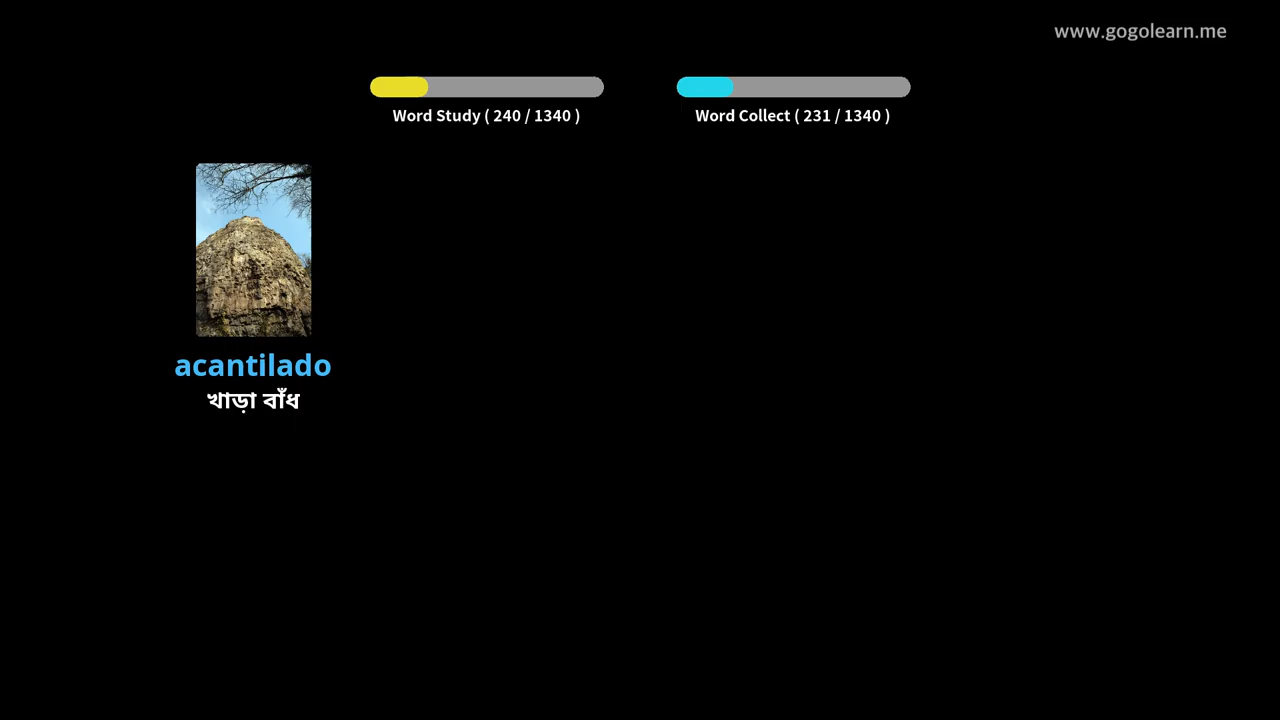 www.gogolearn.me
Word Study ( 240 / 1340 )
Word Collect ( 231 / 1340 )
acantilado
খাড়া বাঁধ